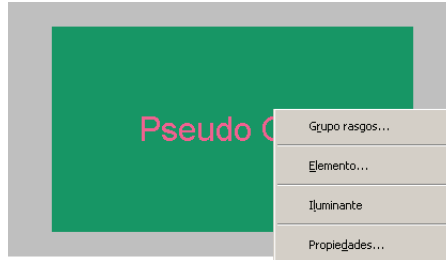 Pseudo
Grupo rasgos...
Elemento...
Iluminante
Propiedades...